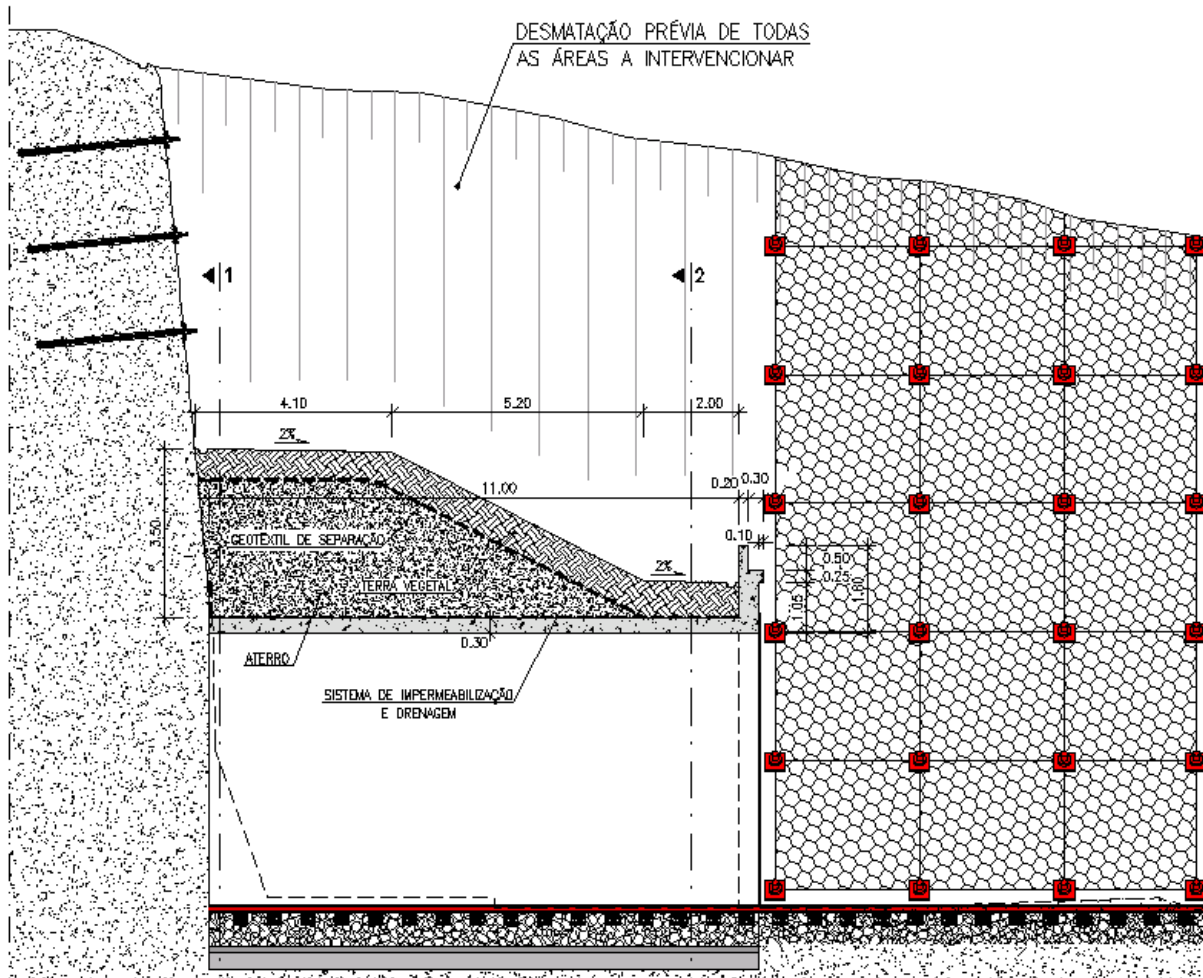 DESMATAÇÃO PRÉVIA DE TODAS
AS ÁREAS A INTERVENCIONAR
1
2
4.10
5.20
2.00
2%
11.00
0.20
0.30
3.50
GEOTÊXTIL DE SEPARAÇÃO
0.10
0.50
0.25
1.05
1.80
2%
TERRA VEGETAL
0.30
ATERRO
SISTEMA DE IMPERMEABILIZAÇÃO
E DRENAGEM